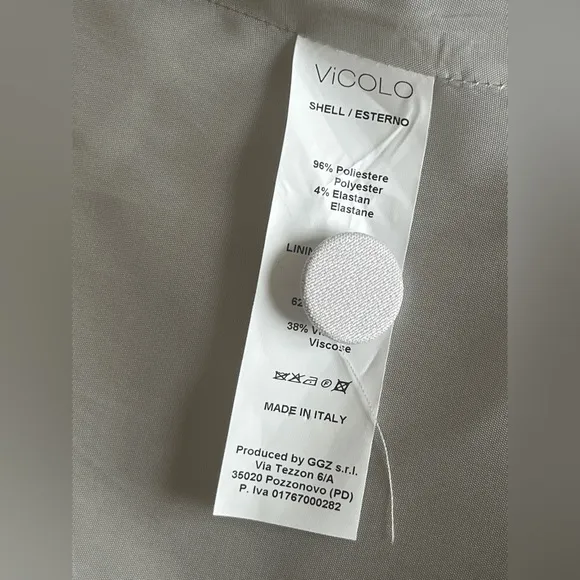 ViCOLO
SHELL / ESTERNO
96% Poliestere
Polyester
4% Elastan
Elastane
38%
Viscose
MADE IN ITALY
Produced by GGZ s.r.l.
Via Tezzon 6/A
35020 Pozzonovo (PD)
P. Iva 01767000282